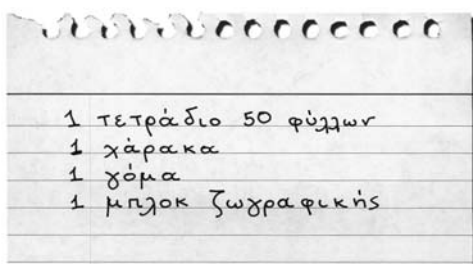 1 τετράδιο 50 φύλλων
1 χάρακα
1 γόμα
1 μπλοκ ζωγραφικής